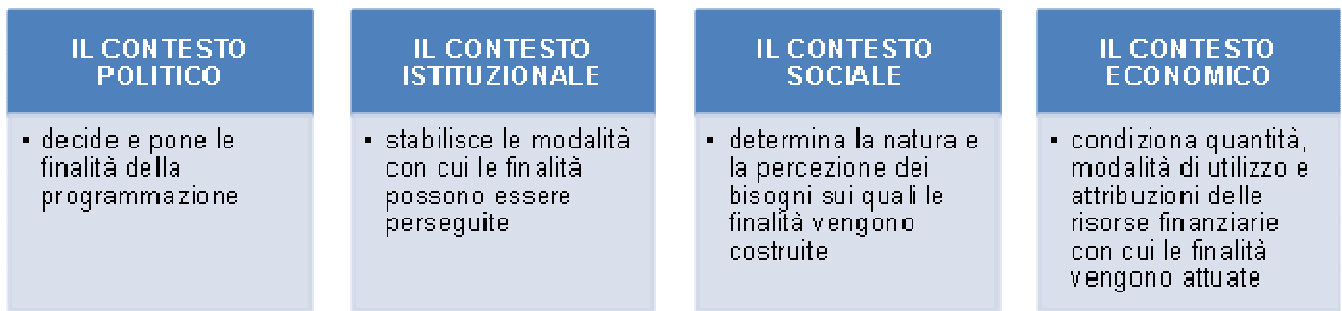 IL CONTESTO
POLITICO
▪ decide e pone le
finalità della
programmazione
IL CONTESTO
ISTITUZIONALE
▪ stabilisce le modalità
con cui le finalità
possono essere
perseguite
IL CONTESTO
SOCIALE
▪ determina la natura e
la percezione dei
bisogni sui quali le
finalità vengono
costruite
IL CONTESTO
ECONOMICO
▪ condiziona quantità,
modalità di utilizzo e
attribuzioni delle
risorse finanziarie
con cui le finalità
vengono attuate